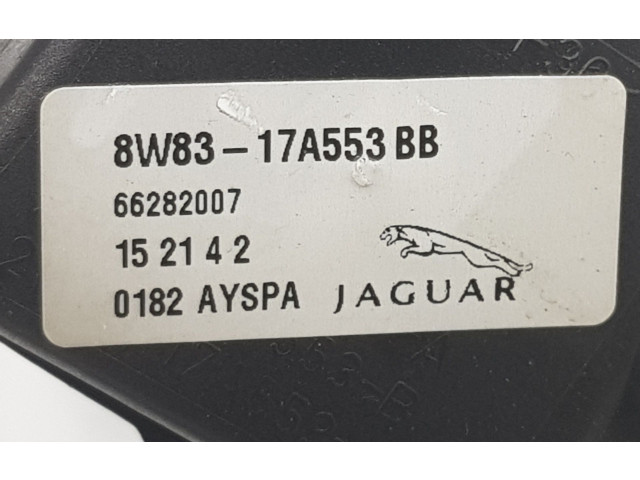 8W83-17A553 BB
66282007
15 21 4 2
0182 AYSPA JAGUAR